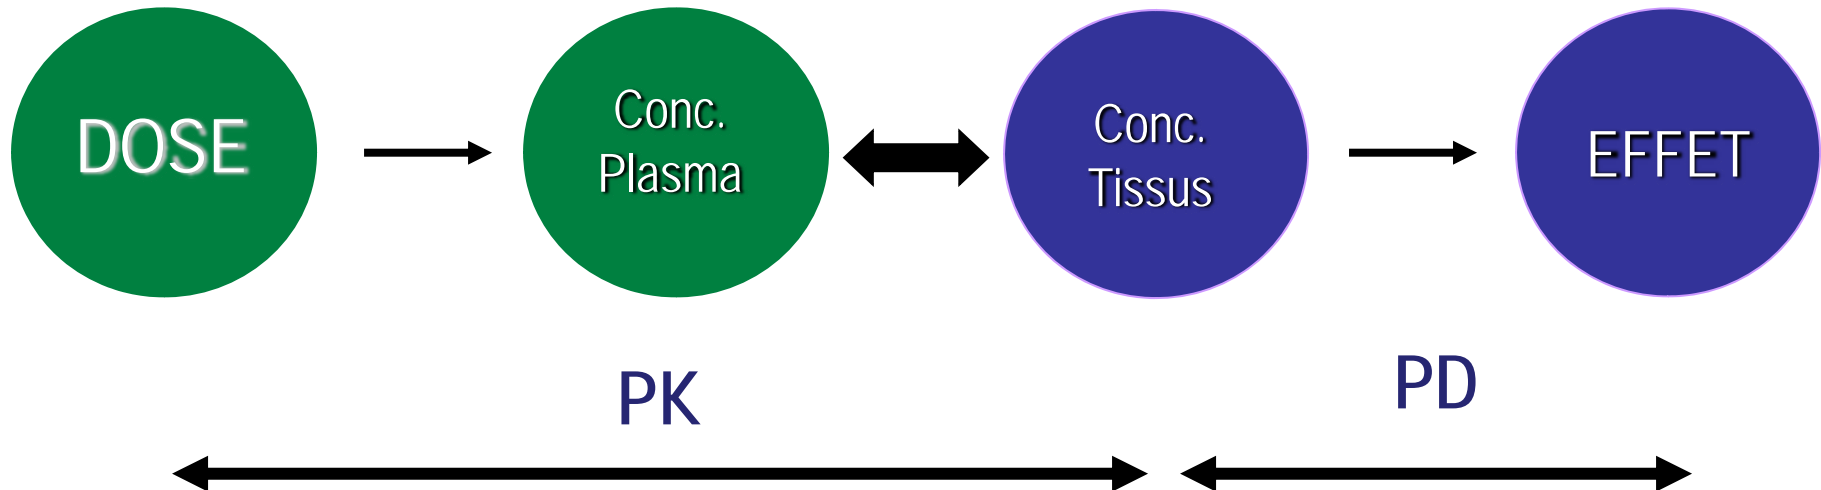 DOSE
Conc.
Plasma
Conc.
Tissus
EFFET
PK
PD